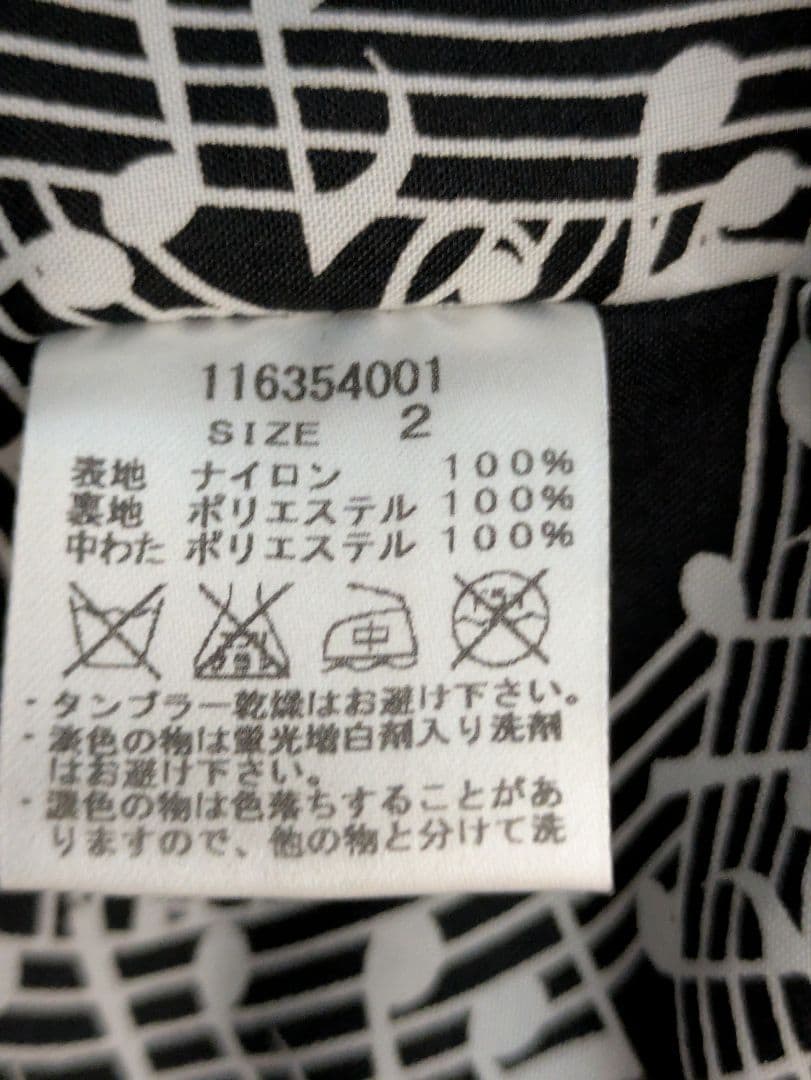 116354001
SIZE 2
表地 ナイロン 100%
裏地 ポリエステル 100%
中わた ポリエステル 100%
中
・タンブラー乾燥はお避け下さい。
・淡色の物は蛍光増白剤入り洗剤
はお避け下さい。
・濃色の物は色落ちすることがあ
りますので、他の物と分けて洗